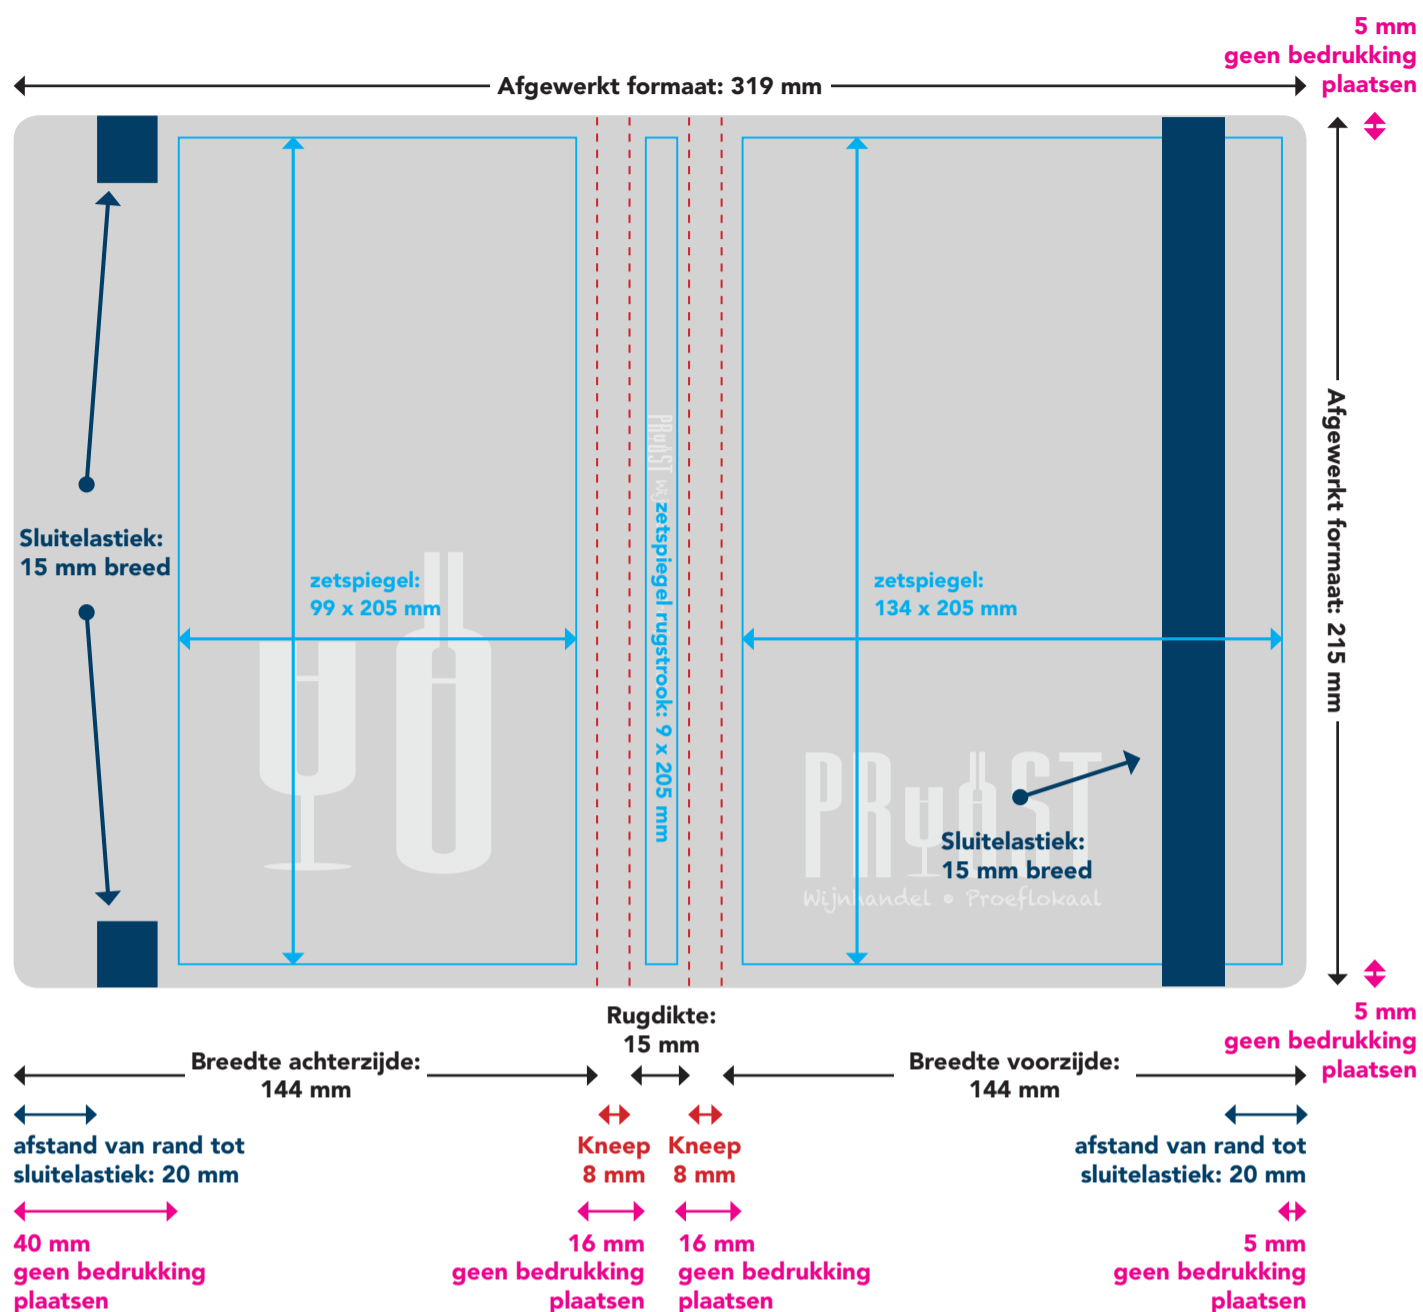 5 mm
geen bedrukking
plaatsen
Afgewerkt formaat: 319 mm
Afgewerkt formaat: 215 mm
Sluitelastiek:
15 mm breed
zetspiegel:
99 x 205 mm
PRUOST
zetspiegel rugstrook: 9 x 205 mm
zetspiegel:
134 x 205 mm
PRUOST
Wijnhandel • Proeflokaal
Sluitelastiek:
15 mm breed
5 mm
geen bedrukking
plaatsen
Rugdikte:
15 mm
Breedte achterzijde:
144 mm
Breedte voorzijde:
144 mm
afstand van rand tot
sluitelastiek: 20 mm
Kneep
8 mm
Kneep
8 mm
afstand van rand tot
sluitelastiek: 20 mm
40 mm
geen bedrukking
plaatsen
16 mm
geen bedrukking
plaatsen
16 mm
geen bedrukking
plaatsen
5 mm
geen bedrukking
plaatsen